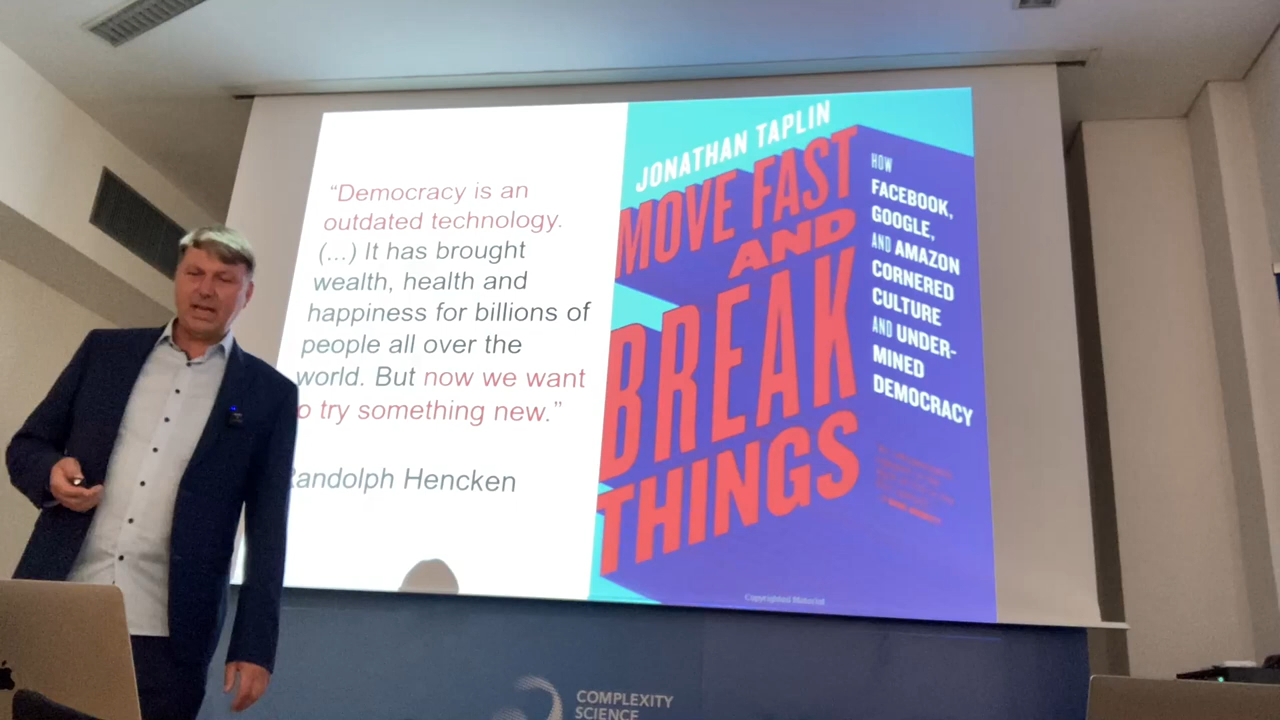 “Democracy is an
outdated technology.
(...) It has brought
wealth, health and
happiness for billions of
people all over the
world. But now we want
o try something new.”
Randolph Hencken
JONATHAN TAPLIN
MOVE FAST
AND
BREAK
THINGS
HOW
FACEBOOK,
GOOGLE,
AND AMAZON
CORNERED
CULTURE
AND UNDER-
MINED
DEMOCRACY
Copyrighted Material
COMPLEXITY
SCIENCE